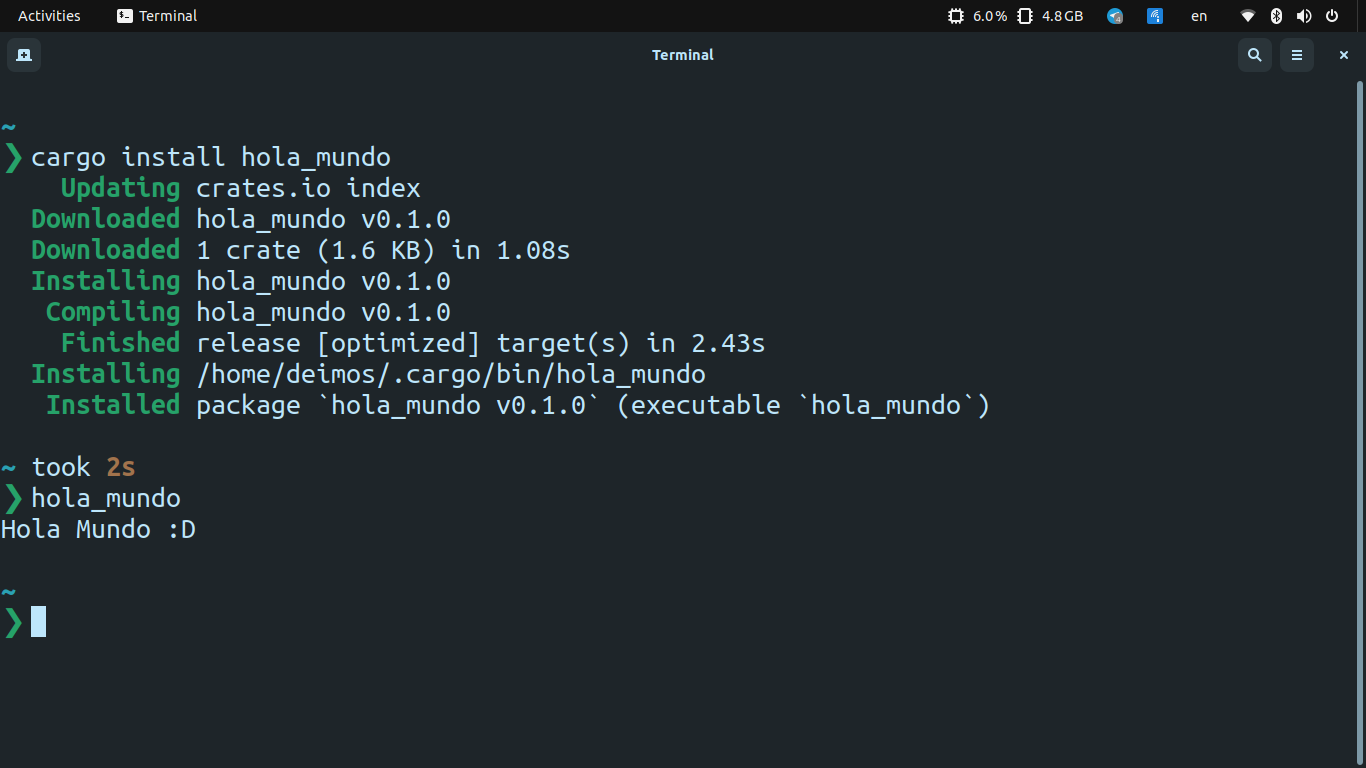 Activities Terminal 6.0% 4.8GB 4 en
Terminal
~
❯ cargo install hola_mundo
Updating crates.io index
Downloaded hola_mundo v0.1.0
Downloaded 1 crate (1.6 KB) in 1.08s
Installing hola_mundo v0.1.0
Compiling hola_mundo v0.1.0
Finished release [optimized] target(s) in 2.43s
Installing /home/deimos/.cargo/bin/hola_mundo
Installed package `hola_mundo v0.1.0` (executable `hola_mundo`)
~ took 2s
❯ hola_mundo
Hola Mundo :D
~
❯